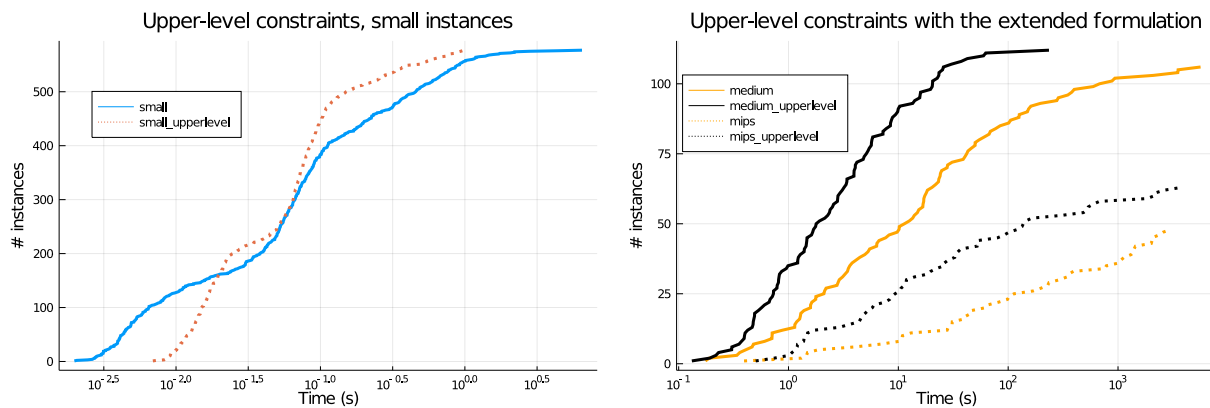 Upper-level constraints, small instances
# instances
500
400
300
200
100
0
small
small_upperlevel
10^-2.5
10^-2.0
10^-1.5
10^-1.0
10^-0.5
10^0.0
10^0.5
Time (s)
Upper-level constraints with the extended formulation
# instances
100
75
50
25
0
medium
medium_upperlevel
mips
mips_upperlevel
10^-1
10^0
10^1
10^2
10^3
Time (s)